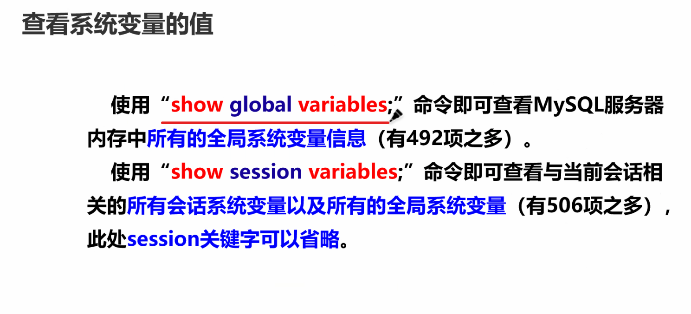 查看系统变量的值
使用“show global variables;”命令即可查看MySQL服务器
内存中所有的全局系统变量信息（有492项之多）。
使用“show session variables;”命令即可查看与当前会话相
关的所有会话系统变量以及所有的全局系统变量（有506项之多），
此处session关键字可以省略。